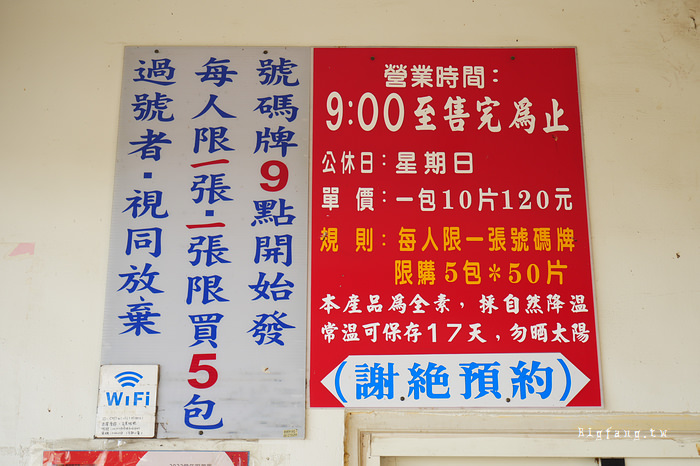 號碼牌9點開始發
每人限一張·一張限買5包
過號者·視同放棄
營業時間:
9:00至售完為止
公休日:星期日
單 價:一包10片120元
規 則:每人限一張號碼牌
限購5包*50片
本產品為全素,採自然降溫
常溫可保存17天,勿晒太陽
(謝絕預約)
WiFi
Bigfang.tw